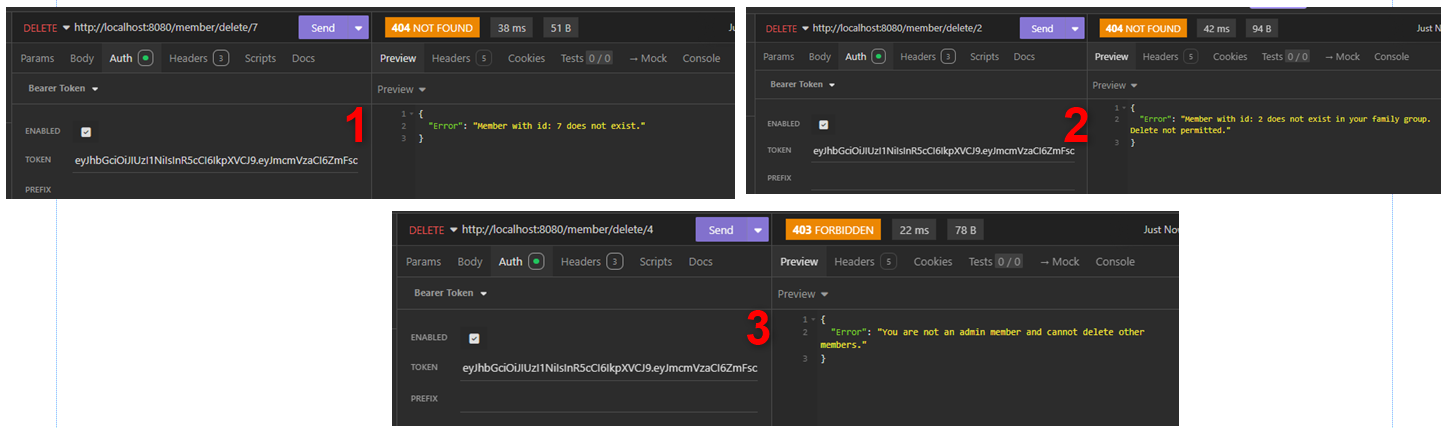 DELETE http://localhost:8080/member/delete/7 Send 404 NOT FOUND 38 ms 51 B
Params Body Auth Headers 3 Scripts Docs Preview Headers 5 Cookies Tests 0 / 0 → Mock Console
Bearer Token Preview
1 {
ENABLED 2 "Error": "Member with id: 7 does not exist."
3 }
TOKEN eyJhbGciOiJIUzI1NiIsInR5cCI6IkpXVCJ9.eyJmcmVzaCI6ZmFsc
PREFIX
1
DELETE http://localhost:8080/member/delete/2 Send 404 NOT FOUND 42 ms 94 B Just
Params Body Auth Headers 3 Scripts Docs Preview Headers 5 Cookies Tests 0 / 0 → Mock Console
Bearer Token Preview
1 {
ENABLED 2 "Error": "Member with id: 2 does not exist in your family group.
Delete not permitted."
3 }
TOKEN eyJhbGciOiJIUzI1NiIsInR5cCI6IkpXVCJ9.eyJmcmVzaCI6ZmFsc
PREFIX
2
DELETE http://localhost:8080/member/delete/4 Send 403 FORBIDDEN 22 ms 78 B Just
Params Body Auth Headers 3 Scripts Docs Preview Headers 5 Cookies Tests 0 / 0 → Mock Console
Bearer Token Preview
1 {
ENABLED 2 "Error": "You are not an admin member and cannot delete other
members."
3 }
TOKEN eyJhbGciOiJIUzI1NiIsInR5cCI6IkpXVCJ9.eyJmcmVzaCI6ZmFsc
PREFIX
3